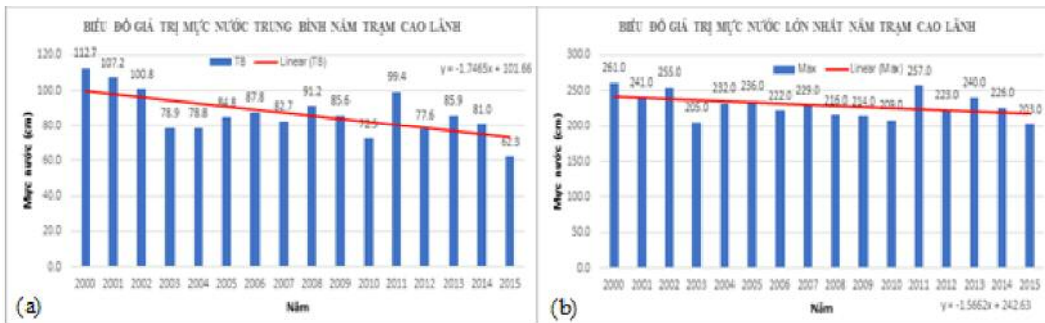 BIỂU ĐỒ GIÁ TRỊ MỰC NƯỚC TRUNG BÌNH NĂM TRẠM CAO LÃNH
TB
Linear (TB)
y = -1.7465x + 101.66
Mực nước (cm)
120.0
100.0
80.0
60.0
40.0
20.0
0.0
112.7 107.2 100.8 78.9 78.8 84.8 87.8 82.7 91.2 85.6 99.4 77.6 85.9 81.0 62.3
2000 2001 2002 2003 2004 2005 2006 2007 2008 2009 2010 2011 2012 2013 2014 2015
Năm
(a)
BIỂU ĐỒ GIÁ TRỊ MỰC NƯỚC LỚN NHẤT NĂM TRẠM CAO LÃNH
Max
Linear (Max)
Mực nước (cm)
300.0
250.0
200.0
150.0
100.0
50.0
0.0
261.0 241.0 255.0 205.0 232.0 236.0 222.0 229.0 216.0 209.0 257.0 223.0 240.0 226.0 203.0
2000 2001 2002 2003 2004 2005 2006 2007 2008 2009 2010 2011 2012 2013 2014 2015
Năm
y = -1.5662x + 242.63
(b)